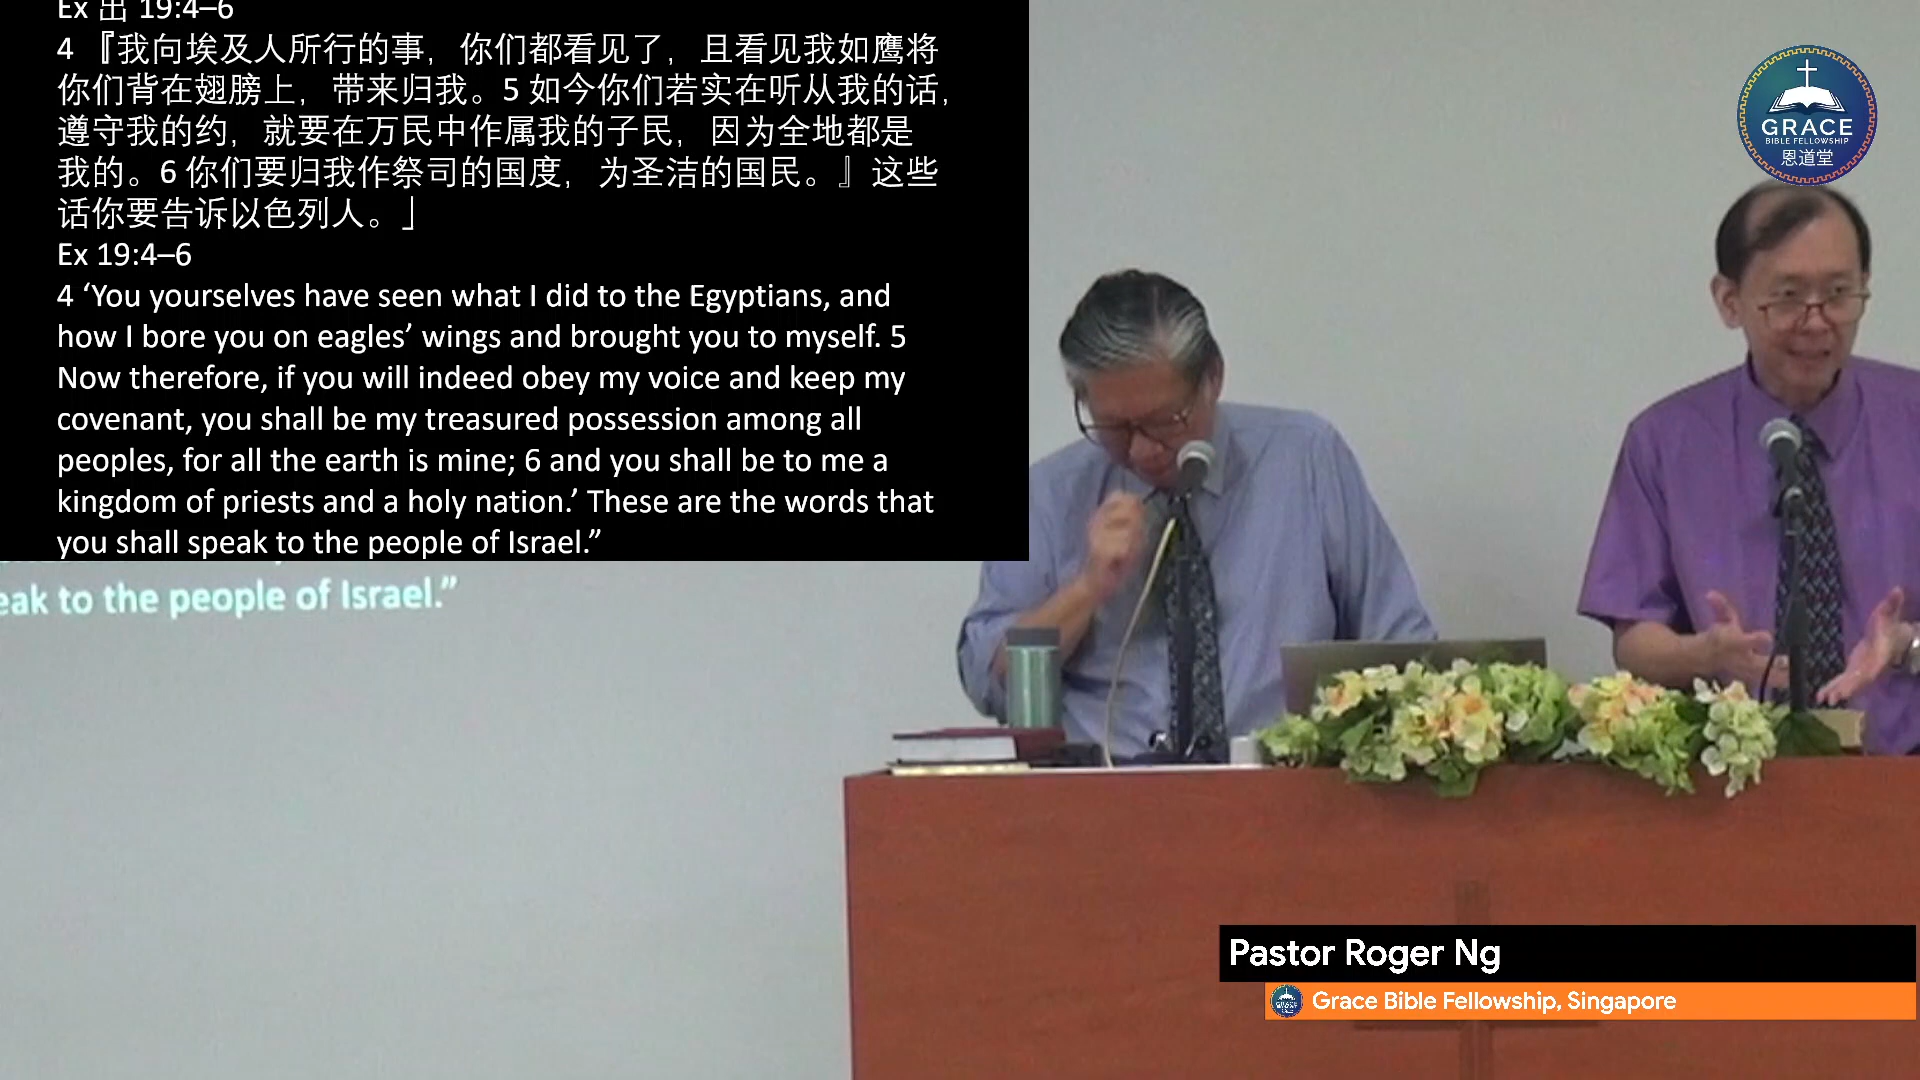 Ex 出 19:4–6
4 『我向埃及人所行的事，你们都看见了，且看见我如鹰将
你们背在翅膀上，带来归我。5 如今你们若实在听从我的话，
遵守我的约，就要在万民中作属我的子民，因为全地都是
我的。6 你们要归我作祭司的国度，为圣洁的国民。』这些
话你要告诉以色列人。」
Ex 19:4–6
4 ‘You yourselves have seen what I did to the Egyptians, and
how I bore you on eagles’ wings and brought you to myself. 5
Now therefore, if you will indeed obey my voice and keep my
covenant, you shall be my treasured possession among all
peoples, for all the earth is mine; 6 and you shall be to me a
kingdom of priests and a holy nation.’ These are the words that
you shall speak to the people of Israel.”
eak to the people of Israel.”
GRACE
BIBLE FELLOWSHIP
恩道堂
Pastor Roger Ng
GRACE
Grace Bible Fellowship, Singapore